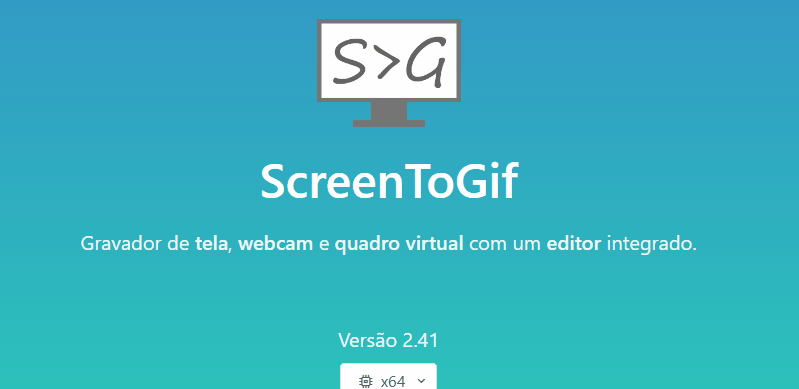 S>G
ScreenToGif
Gravador de tela, webcam e quadro virtual com um editor integrado.
Versão 2.41
x64